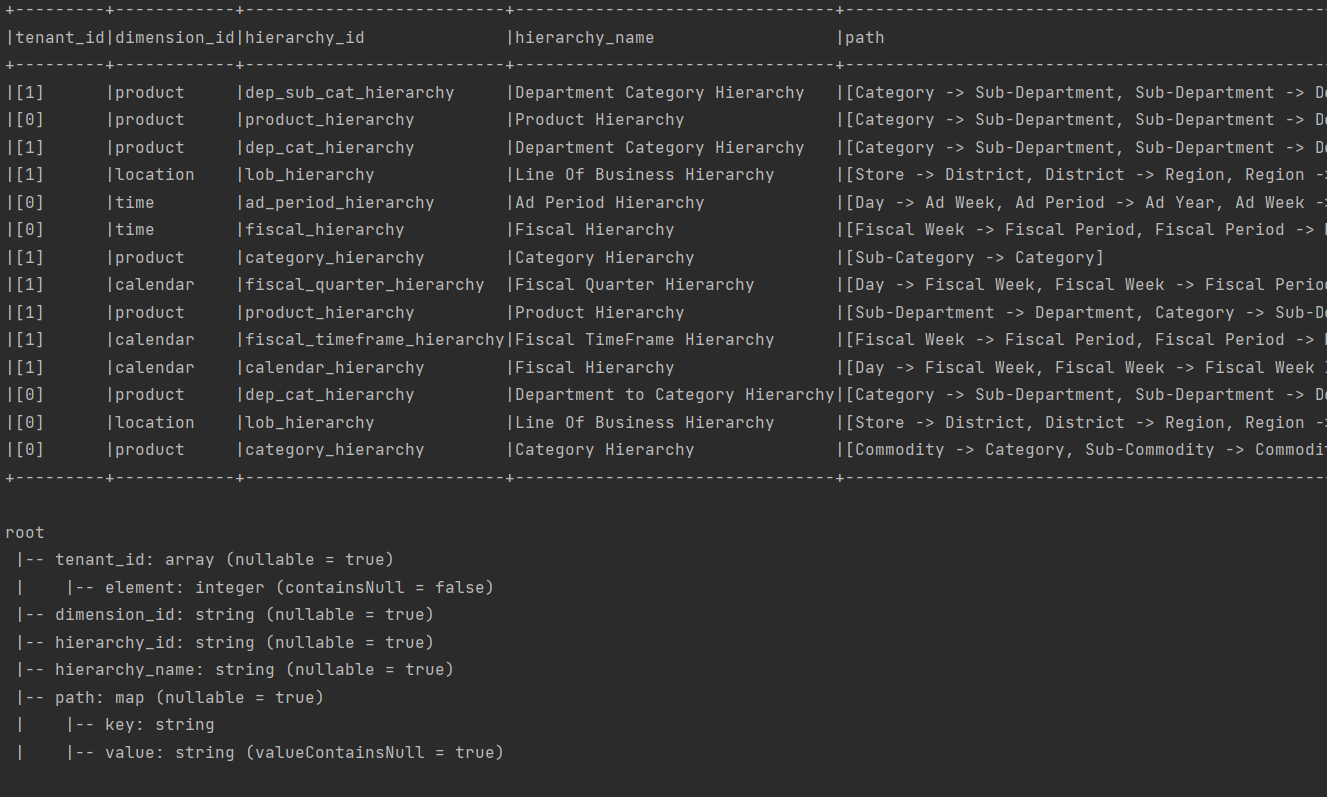 +---------+------------+--------------------------+--------------------------------+------------------------------------------------
|tenant_id|dimension_id|hierarchy_id              |hierarchy_name                  |path
+---------+------------+--------------------------+--------------------------------+------------------------------------------------
|[1]      |product     |dep_sub_cat_hierarchy     |Department Category Hierarchy   |[Category -> Sub-Department, Sub-Department ->
|[0]      |product     |product_hierarchy         |Product Hierarchy               |[Category -> Sub-Department, Sub-Department ->
|[1]      |product     |dep_cat_hierarchy         |Department Category Hierarchy   |[Category -> Sub-Department, Sub-Department ->
|[1]      |location    |lob_hierarchy             |Line Of Business Hierarchy      |[Store -> District, District -> Region, Region -
|[0]      |time        |ad_period_hierarchy       |Ad Period Hierarchy             |[Day -> Ad Week, Ad Period -> Ad Year, Ad Week -
|[0]      |time        |fiscal_hierarchy          |Fiscal Hierarchy                |[Fiscal Week -> Fiscal Period, Fiscal Period ->
|[1]      |product     |category_hierarchy        |Category Hierarchy              |[Sub-Category -> Category]
|[1]      |calendar    |fiscal_quarter_hierarchy  |Fiscal Quarter Hierarchy        |[Day -> Fiscal Week, Fiscal Week -> Fiscal Period
|[1]      |product     |product_hierarchy         |Product Hierarchy               |[Sub-Department -> Department, Category ->
|[1]      |calendar    |fiscal_timeframe_hierarchy|Fiscal TimeFrame Hierarchy      |[Fiscal Week -> Fiscal Period, Fiscal Period ->
|[1]      |calendar    |calendar_hierarchy        |Fiscal Hierarchy                |[Day -> Fiscal Week, Fiscal Week -> Fiscal Week
|[0]      |product     |dep_cat_hierarchy         |Department to Category Hierarchy|[Category -> Sub-Department, Sub-Department ->
|[0]      |location    |lob_hierarchy             |Line Of Business Hierarchy      |[Store -> District, District -> Region, Region -
|[0]      |product     |category_hierarchy        |Category Hierarchy              |[Commodity -> Category, Sub-Commodity ->
+---------+------------+--------------------------+--------------------------------+------------------------------------------------
root
 |-- tenant_id: array (nullable = true)
 |    |-- element: integer (containsNull = false)
 |-- dimension_id: string (nullable = true)
 |-- hierarchy_id: string (nullable = true)
 |-- hierarchy_name: string (nullable = true)
 |-- path: map (nullable = true)
 |    |-- key: string
 |    |-- value: string (valueContainsNull = true)